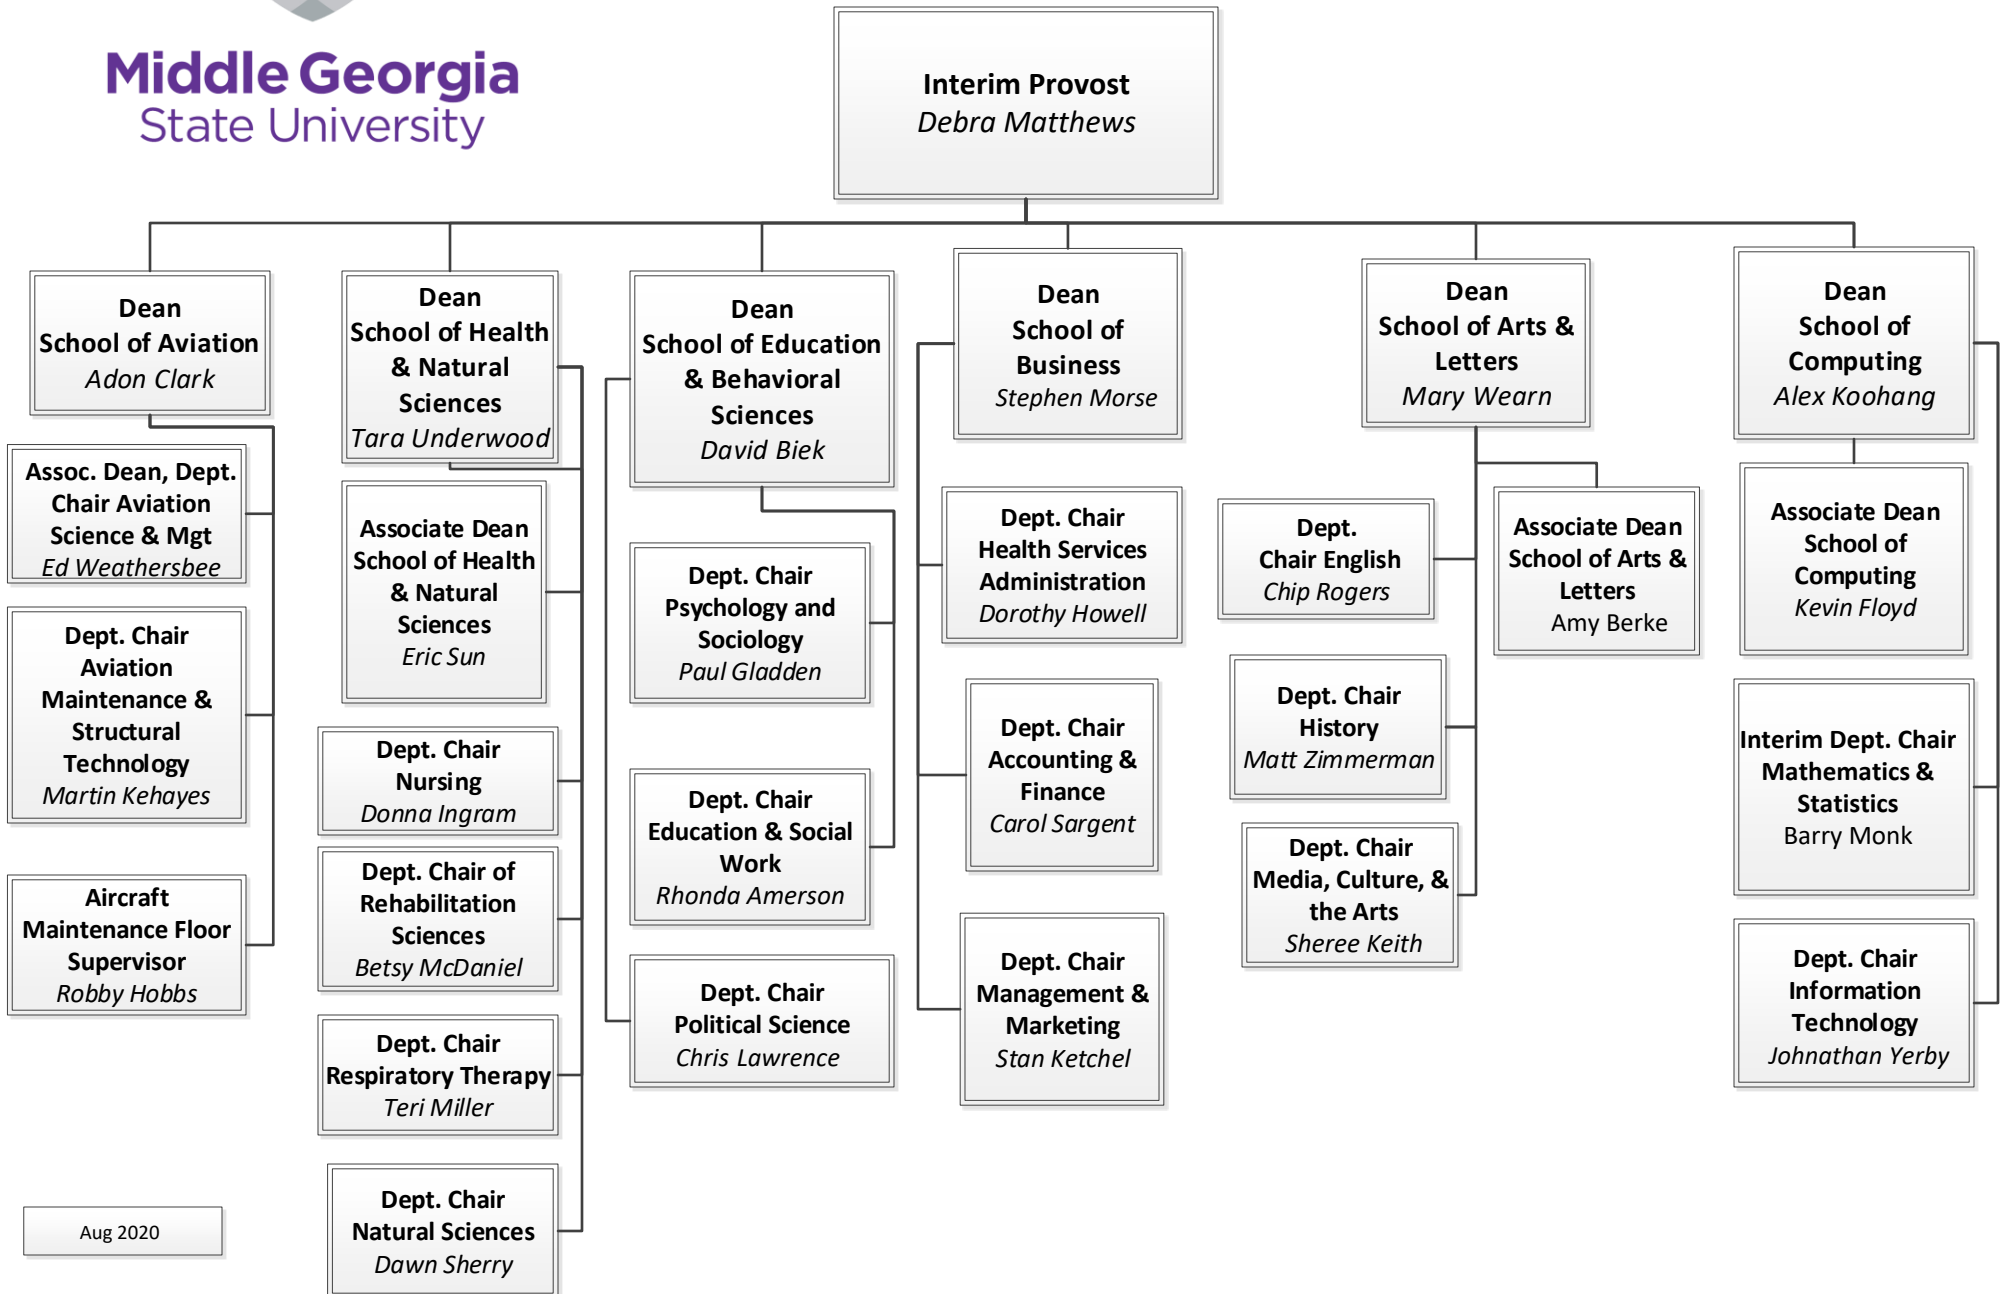 Middle Georgia
State University
Interim Provost
Debra Matthews
Dean
School of Aviation
Adon Clark
Assoc. Dean, Dept.
Chair Aviation
Science & Mgt
Ed Weathersbee
Dept. Chair
Aviation
Maintenance &
Structural
Technology
Martin Kehayes
Aircraft
Maintenance Floor
Supervisor
Robby Hobbs
Dean
School of Health
& Natural
Sciences
Tara Underwood
Associate Dean
School of Health
& Natural
Sciences
Eric Sun
Dept. Chair
Nursing
Donna Ingram
Dept. Chair of
Rehabilitation
Sciences
Betsy McDaniel
Dept. Chair
Respiratory Therapy
Teri Miller
Dept. Chair
Natural Sciences
Dawn Sherry
Dean
School of Education
& Behavioral
Sciences
David Biek
Dept. Chair
Psychology and
Sociology
Paul Gladden
Dept. Chair
Education & Social
Work
Rhonda Amerson
Dept. Chair
Political Science
Chris Lawrence
Dean
School of
Business
Stephen Morse
Dept. Chair
Health Services
Administration
Dorothy Howell
Dept. Chair
Accounting &
Finance
Carol Sargent
Dept. Chair
Management &
Marketing
Stan Ketchel
Dean
School of Arts &
Letters
Mary Wearn
Dept.
Chair English
Chip Rogers
Associate Dean
School of Arts &
Letters
Amy Berke
Dept. Chair
History
Matt Zimmerman
Dept. Chair
Media, Culture, &
the Arts
Sheree Keith
Dean
School of
Computing
Alex Koohang
Associate Dean
School of
Computing
Kevin Floyd
Interim Dept. Chair
Mathematics &
Statistics
Barry Monk
Dept. Chair
Information
Technology
Johnathan Yerby
Aug 2020